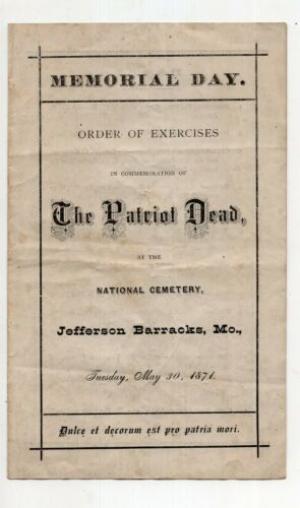 MEMORIAL DAY.
ORDER OF EXERCISES
IN COMMEMORATION OF
The Patriot Dead,
AT THE
NATIONAL CEMETERY,
Jefferson Barracks, Mo.,
Tuesday, May 30, 1871.
Dulce et decorum est pro patria mori.